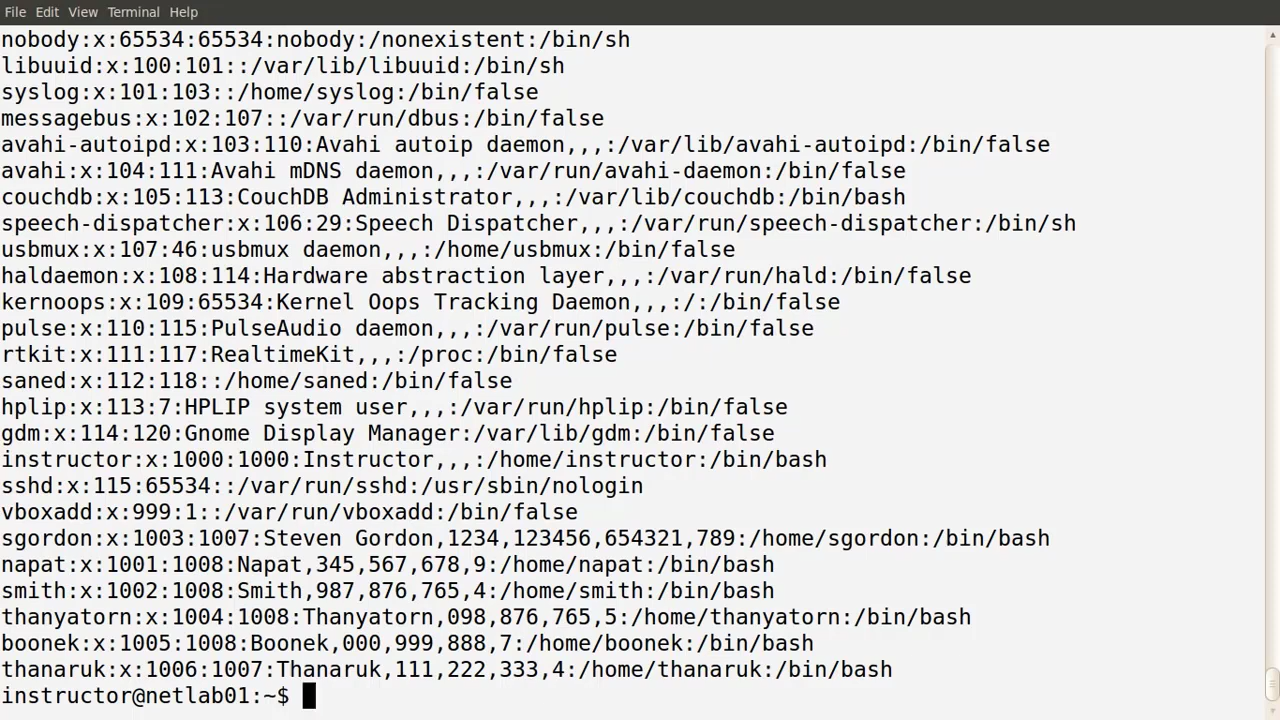 File Edit View Terminal Help
nobody:x:65534:65534:nobody:/nonexistent:/bin/sh
libuuid:x:100:101::/var/lib/libuuid:/bin/sh
syslog:x:101:103::/home/syslog:/bin/false
messagebus:x:102:107::/var/run/dbus:/bin/false
avahi-autoipd:x:103:110:Avahi autoip daemon,,,:/var/lib/avahi-autoipd:/bin/false
avahi:x:104:111:Avahi mDNS daemon,,,:/var/run/avahi-daemon:/bin/false
couchdb:x:105:113:CouchDB Administrator,,,:/var/lib/couchdb:/bin/bash
speech-dispatcher:x:106:29:Speech Dispatcher,,,:/var/run/speech-dispatcher:/bin/sh
usbmux:x:107:46:usbmux daemon,,,:/home/usbmux:/bin/false
haldaemon:x:108:114:Hardware abstraction layer,,,:/var/run/hald:/bin/false
kernoops:x:109:65534:Kernel Oops Tracking Daemon,,,:/:/bin/false
pulse:x:110:115:PulseAudio daemon,,,:/var/run/pulse:/bin/false
rtkit:x:111:117:RealtimeKit,,,:/proc:/bin/false
saned:x:112:118::/home/saned:/bin/false
hplip:x:113:7:HPLIP system user,,,:/var/run/hplip:/bin/false
gdm:x:114:120:Gnome Display Manager:/var/lib/gdm:/bin/false
instructor:x:1000:1000:Instructor,,,:/home/instructor:/bin/bash
sshd:x:115:65534::/var/run/sshd:/usr/sbin/nologin
vboxadd:x:999:1::/var/run/vboxadd:/bin/false
sgordon:x:1003:1007:Steven Gordon,1234,123456,654321,789:/home/sgordon:/bin/bash
napat:x:1001:1008:Napat,345,567,678,9:/home/napat:/bin/bash
smith:x:1002:1008:Smith,987,876,765,4:/home/smith:/bin/bash
thanyatorn:x:1004:1008:Thanyatorn,098,876,765,5:/home/thanyatorn:/bin/bash
boonek:x:1005:1008:Boonek,000,999,888,7:/home/boonek:/bin/bash
thanaruk:x:1006:1007:Thanaruk,111,222,333,4:/home/thanaruk:/bin/bash
instructor@netlab01:~$